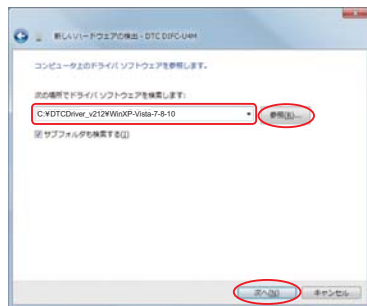 新しいハードウェアの検出 - DTC DIFC-U4M
コンピュータ上のドライバ ソフトウェアを参照します。
次の場所でドライバ ソフトウェアを検索します:
C:¥DTCDriver_v212¥WinXP-Vista-7-8-10
参照(R)...
サブフォルダも検索する(I)
次へ(N)
キャンセル